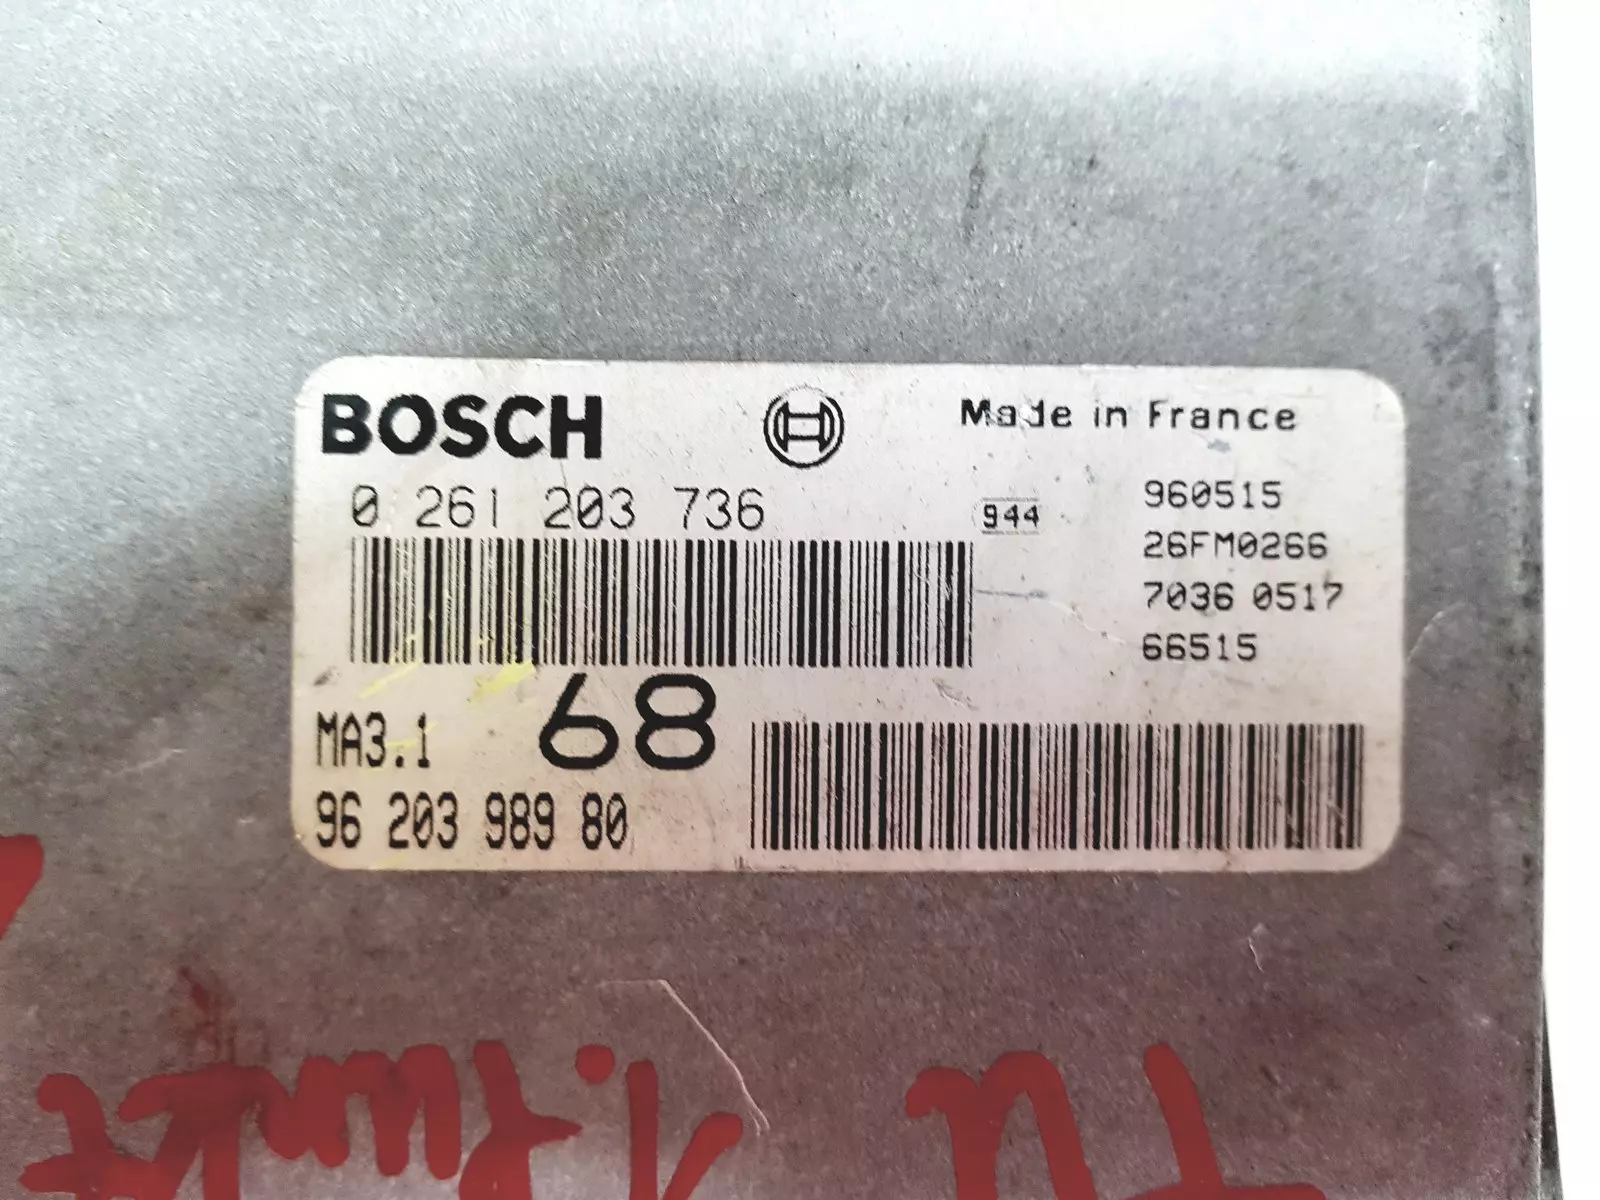 BOSCH
Made in France
0 261 203 736
944
960515
26FM0266
7036 0517
66515
MA3.1
68
96 203 989 80